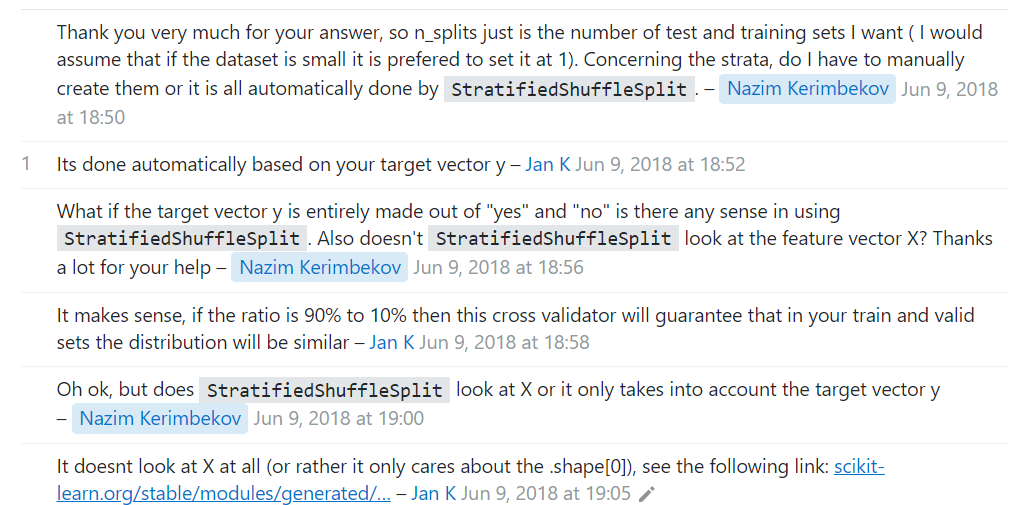 Thank you very much for your answer, so n_splits just is the number of test and training sets I want ( I would
assume that if the dataset is small it is prefered to set it at 1). Concerning the strata, do I have to manually
create them or it is all automatically done by StratifiedShuffleSplit. – Nazim Kerimbekov Jun 9, 2018
at 18:50
1 Its done automatically based on your target vector y – Jan K Jun 9, 2018 at 18:52
What if the target vector y is entirely made out of "yes" and "no" is there any sense in using
StratifiedShuffleSplit. Also doesn't StratifiedShuffleSplit look at the feature vector X? Thanks
a lot for your help – Nazim Kerimbekov Jun 9, 2018 at 18:56
It makes sense, if the ratio is 90% to 10% then this cross validator will guarantee that in your train and valid
sets the distribution will be similar – Jan K Jun 9, 2018 at 18:58
Oh ok, but does StratifiedShuffleSplit look at X or it only takes into account the target vector y
– Nazim Kerimbekov Jun 9, 2018 at 19:00
It doesnt look at X at all (or rather it only cares about the .shape[0]), see the following link: scikit-
learn.org/stable/modules/generated/… – Jan K Jun 9, 2018 at 19:05